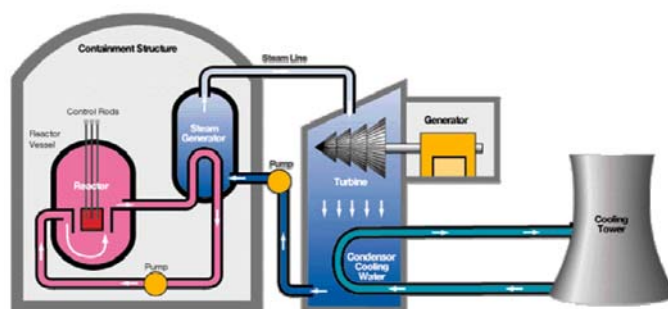 Containment Structure
Steam Line
Control Rods
Reactor
Vessel
Steam
Generator
Generator
Pump
Reactor
Turbine
Cooling
Tower
Condensor
Cooling
Water
Pump